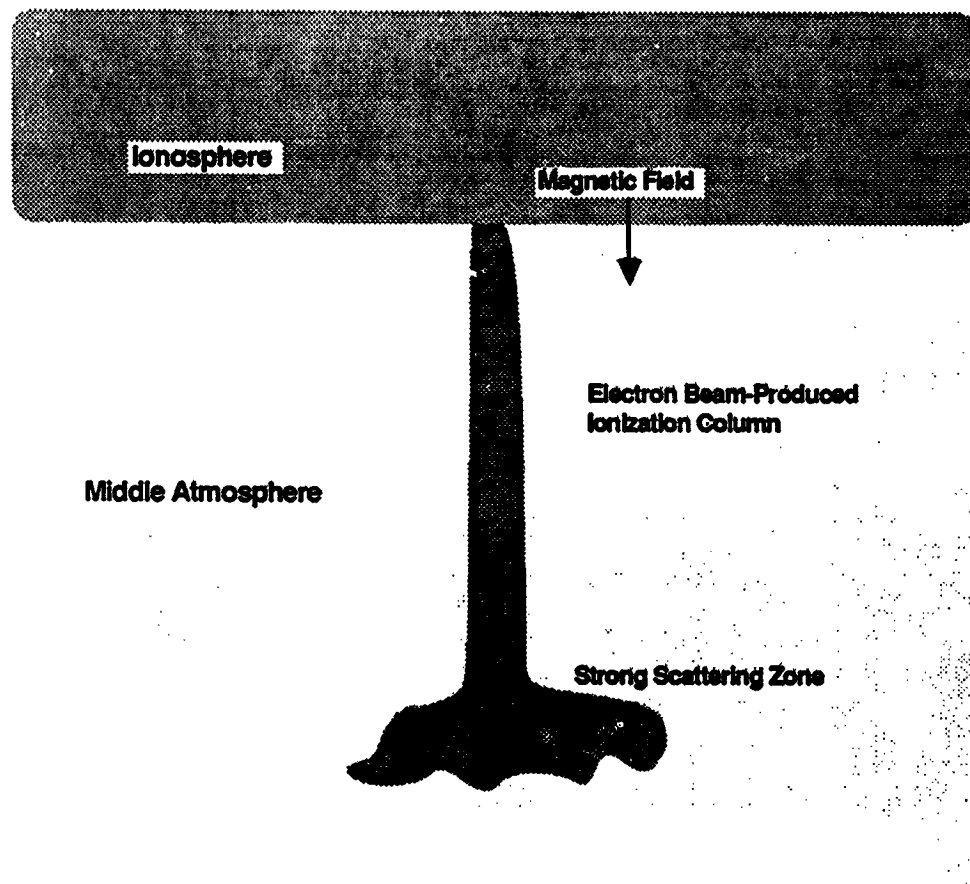 Ionosphere
Magnetic Field
Electron Beam-Produced
Ionization Column
Middle Atmosphere
Strong Scattering Zone